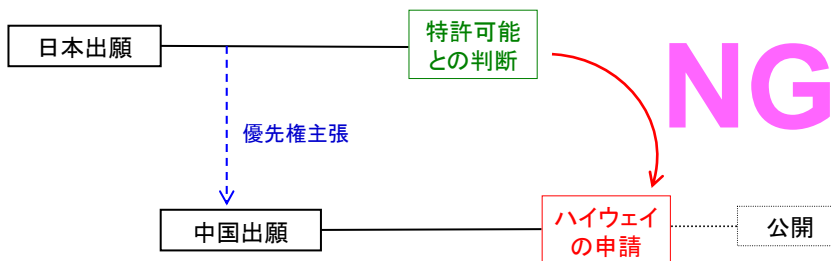 日本出願
特許可能
との判断
NG
優先権主張
中国出願
ハイウェイ
の申請
公開